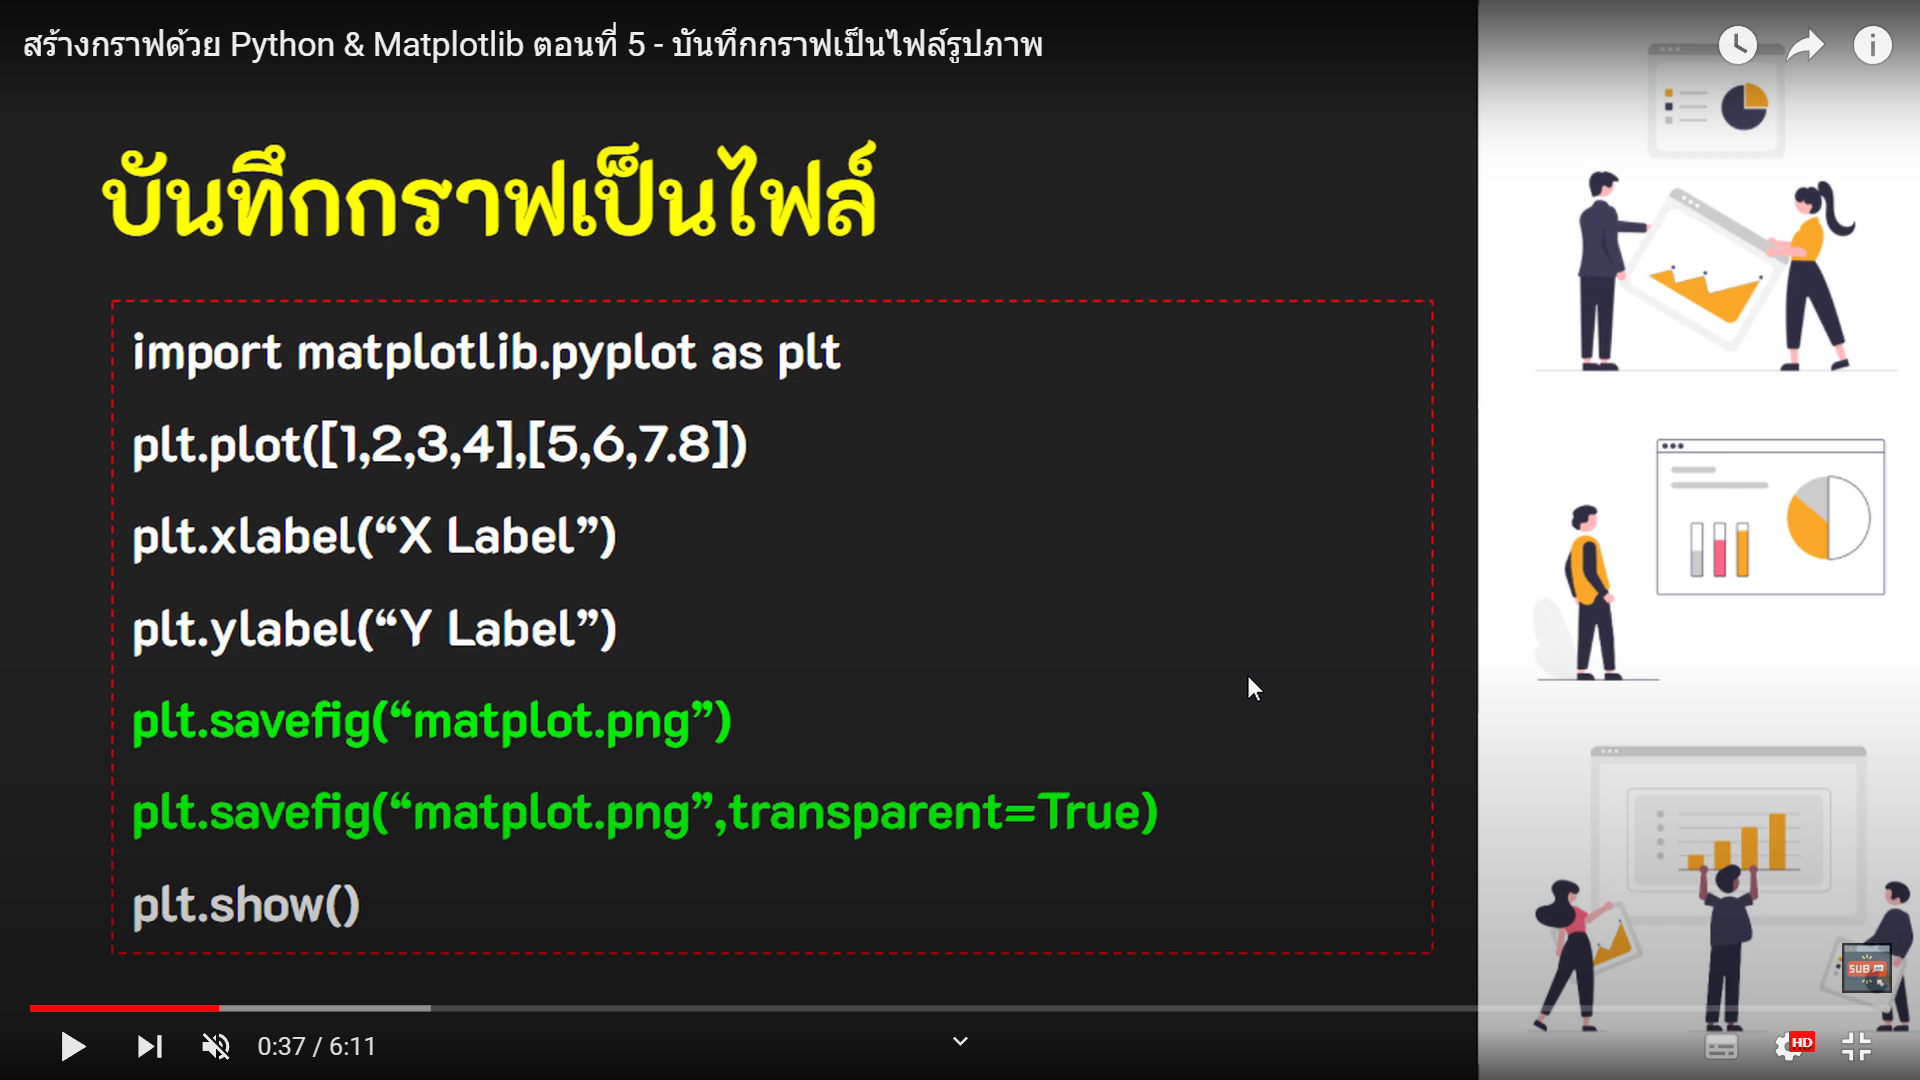 สร้างกราฟด้วย Python & Matplotlib ตอนที่ 5 - บันทึกกราฟเป็นไฟล์รูปภาพ
บันทึกกราฟเป็นไฟล์
import matplotlib.pyplot as plt
plt.plot([1,2,3,4],[5,6,7.8])
plt.xlabel(“X Label”)
plt.ylabel(“Y Label”)
plt.savefig(“matplot.png”)
plt.savefig(“matplot.png”,transparent=True)
plt.show()
SUB
0:37 / 6:11
HD